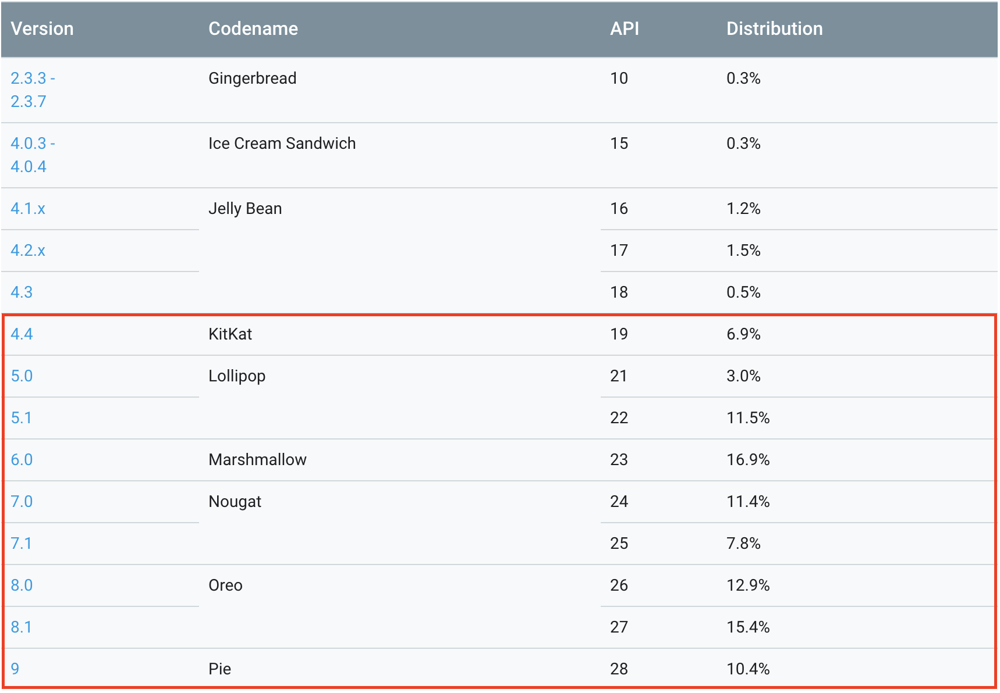 Version Codename API Distribution
2.3.3 - Gingerbread 10 0.3%
2.3.7
4.0.3 - Ice Cream Sandwich 15 0.3%
4.0.4
4.1.x Jelly Bean 16 1.2%
4.2.x 17 1.5%
4.3 18 0.5%
4.4 KitKat 19 6.9%
5.0 Lollipop 21 3.0%
5.1 22 11.5%
6.0 Marshmallow 23 16.9%
7.0 Nougat 24 11.4%
7.1 25 7.8%
8.0 Oreo 26 12.9%
8.1 27 15.4%
9 Pie 28 10.4%